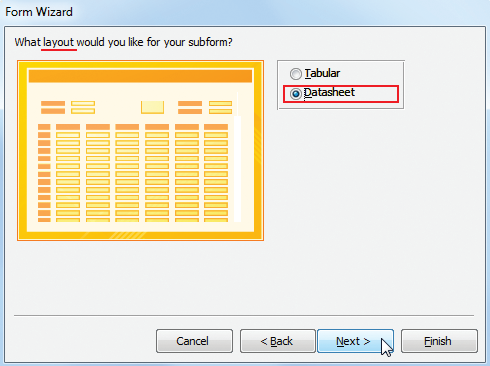 Form Wizard
What layout would you like for your subform?
Tabular
Datasheet
Cancel
< Back
Next >
Finish